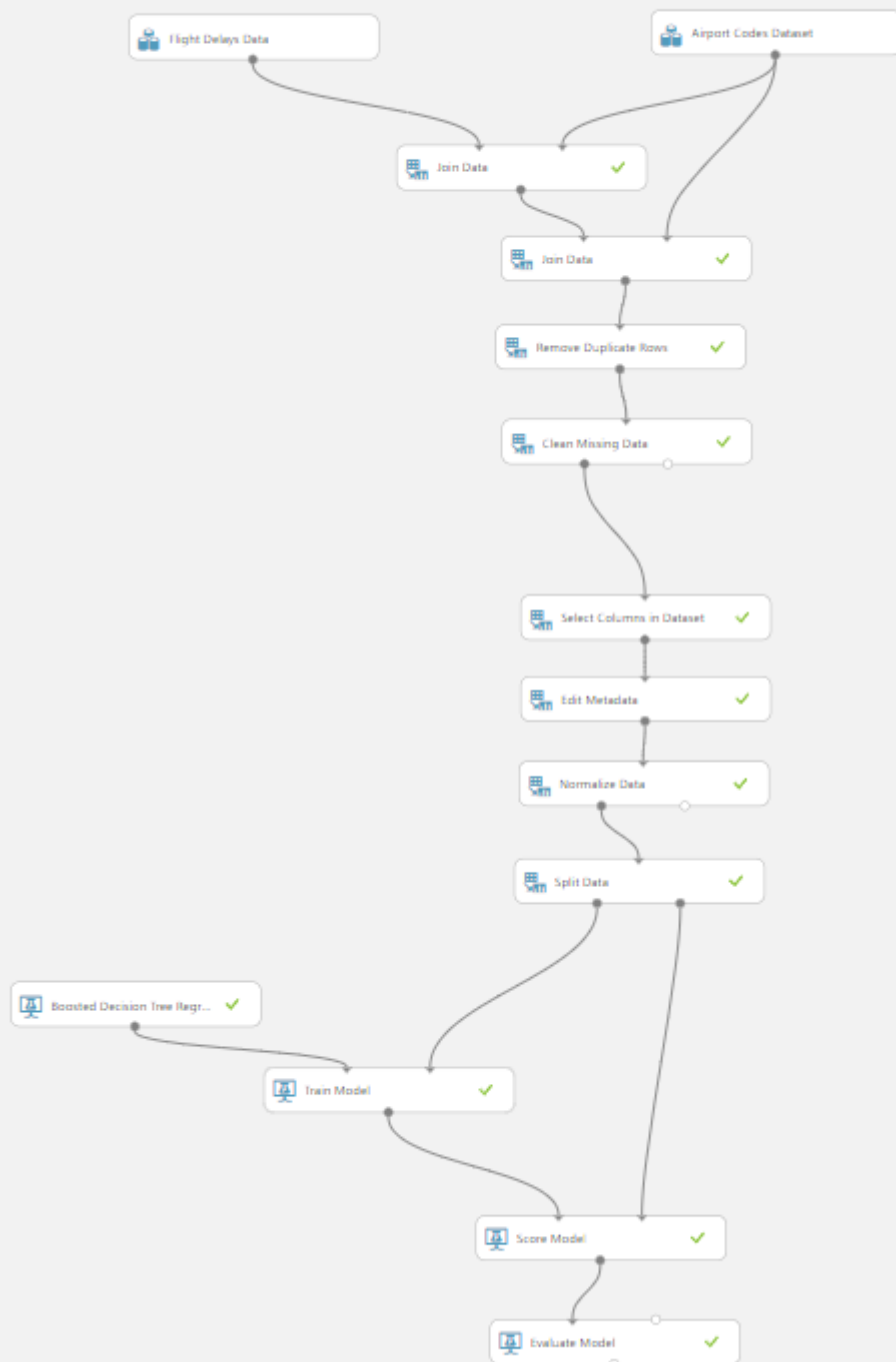 Flight Delays Data
Airport Codes Dataset
Join Data
Join Data
Remove Duplicate Rows
Clean Missing Data
Select Columns in Dataset
Edit Metadata
Normalize Data
Split Data
Boosted Decision Tree Regr...
Train Model
Score Model
Evaluate Model